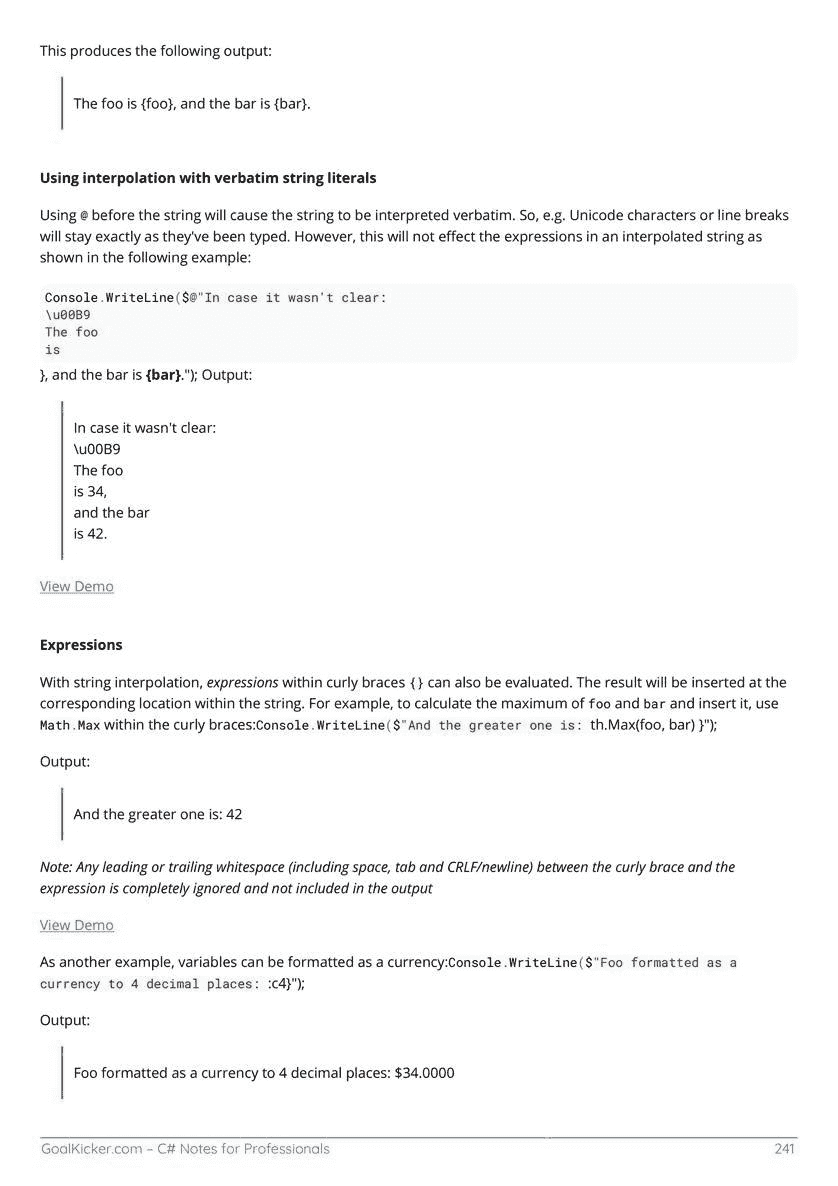 This produces the following output:
The foo is {foo}, and the bar is {bar}.
Using interpolation with verbatim string literals
Using @ before the string will cause the string to be interpreted verbatim. So, e.g. Unicode characters or line breaks
will stay exactly as they've been typed. However, this will not effect the expressions in an interpolated string as
shown in the following example:
Console.WriteLine($@"In case it wasn't clear:
\u00B9
The foo
is
}, and the bar is {bar}."); Output:
In case it wasn't clear:
\u00B9
The foo
is 34,
and the bar
is 42.
View Demo
Expressions
With string interpolation, expressions within curly braces {} can also be evaluated. The result will be inserted at the
corresponding location within the string. For example, to calculate the maximum of foo and bar and insert it, use
Math.Max within the curly braces:Console.WriteLine($"And the greater one is: th.Max(foo, bar) }");
Output:
And the greater one is: 42
Note: Any leading or trailing whitespace (including space, tab and CRLF/newline) between the curly brace and the
expression is completely ignored and not included in the output
View Demo
As another example, variables can be formatted as a currency:Console.WriteLine($"Foo formatted as a
currency to 4 decimal places: :c4}");
Output:
Foo formatted as a currency to 4 decimal places: $34.0000
GoalKicker.com – C# Notes for Professionals 241